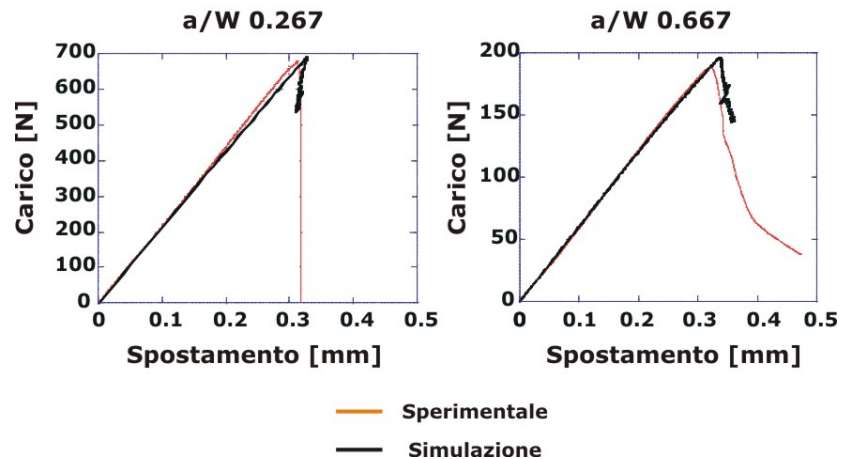 a/W 0.267
Carico [N]
700
600
500
400
300
200
100
0
0 0.1 0.2 0.3 0.4 0.5
Spostamento [mm]
a/W 0.667
Carico [N]
200
150
100
50
0
0 0.1 0.2 0.3 0.4 0.5
Spostamento [mm]
Sperimentale
Simulazione